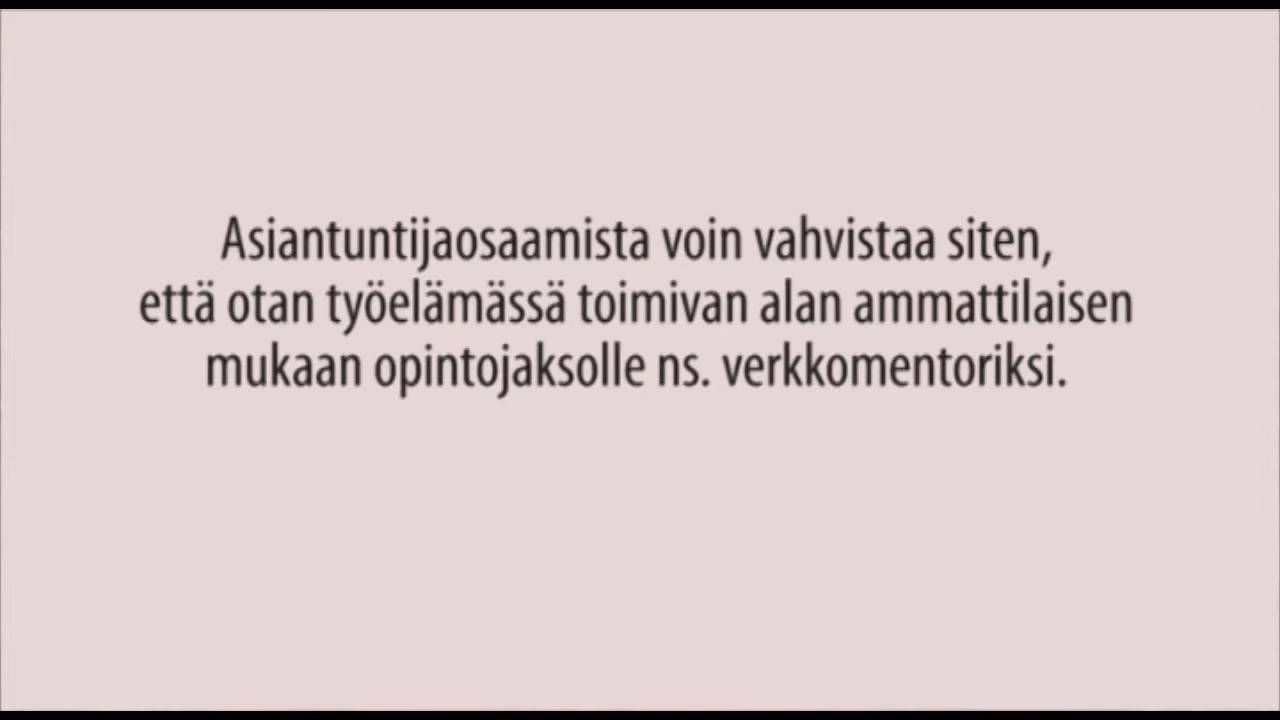 Asiantuntijaosaamista voin vahvistaa siten,
että otan työelämässä toimivan alan ammattilaisen
mukaan opintojaksolle ns. verkkomentoriksi.